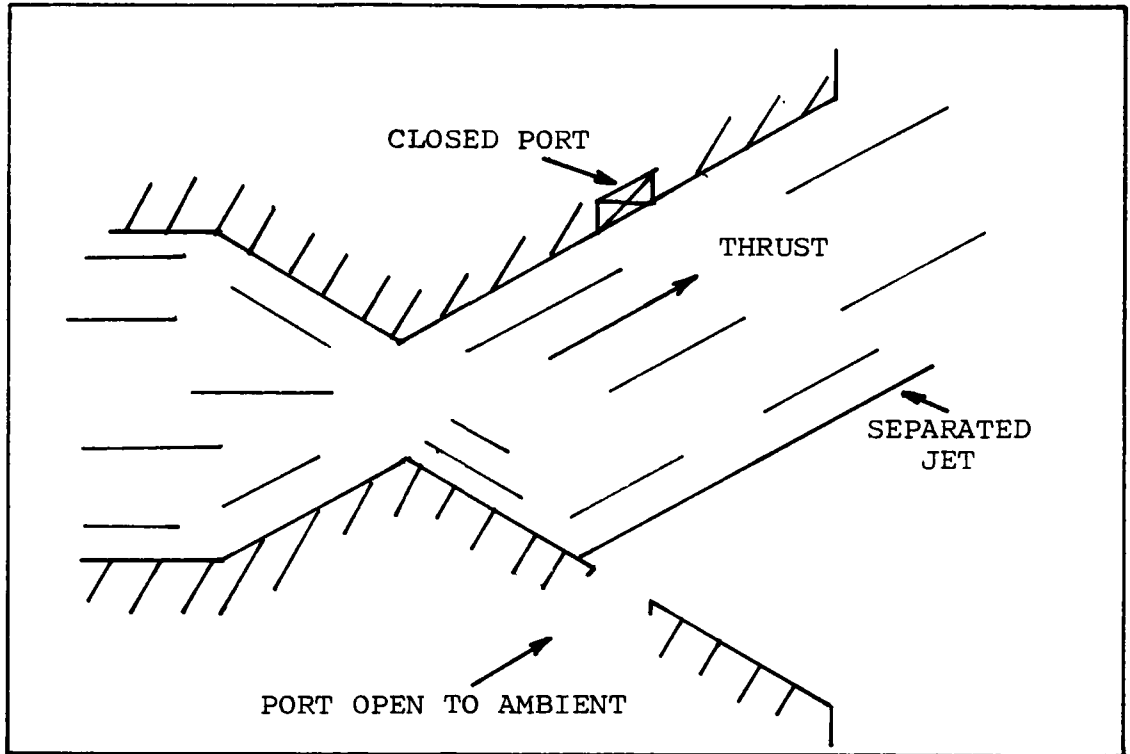 CLOSED PORT
THRUST
SEPARATED
JET
PORT OPEN TO AMBIENT